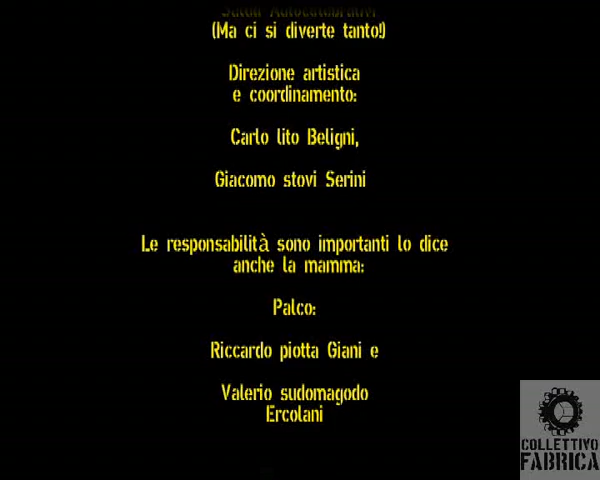 (Ma ci si diverte tanto!)
Direzione artistica
e coordinamento:
Carlo lito Beligni,
Giacomo stovi Serini
Le responsabilità sono importanti lo dice
anche la mamma:
Palco:
Riccardo piotta Giani e
Valerio sudomagodo
Ercolani
COLLETTIVO
FABRICA